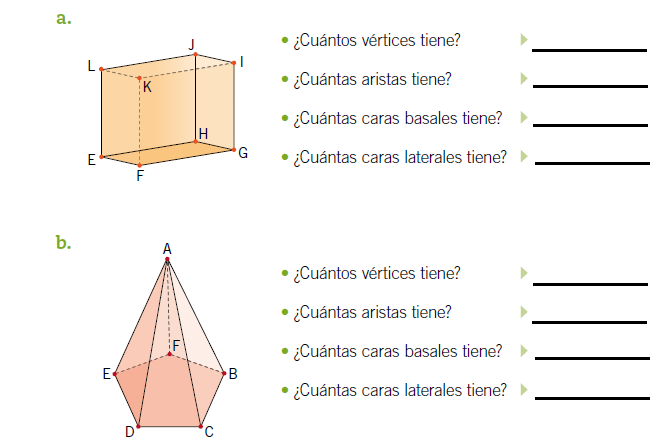 a.
J
L
I
K
H
E
G
F
• ¿Cuántos vértices tiene?
• ¿Cuántas aristas tiene?
• ¿Cuántas caras basales tiene?
• ¿Cuántas caras laterales tiene?
b.
A
F
E
B
D
C
• ¿Cuántos vértices tiene?
• ¿Cuántas aristas tiene?
• ¿Cuántas caras basales tiene?
• ¿Cuántas caras laterales tiene?